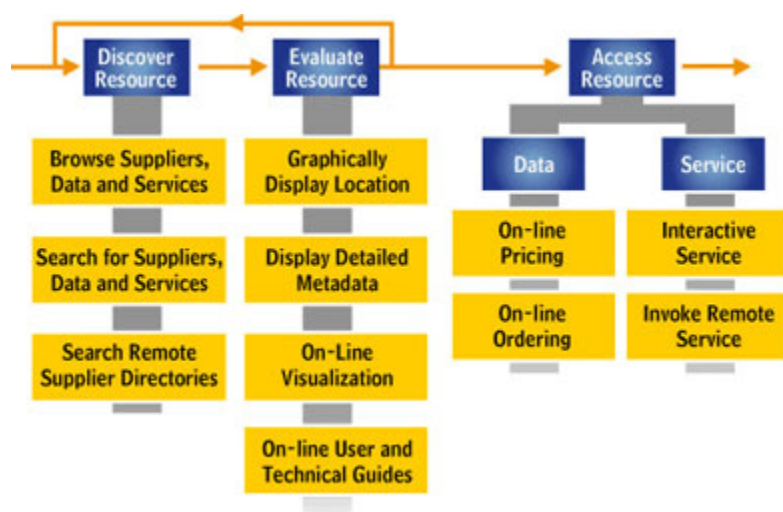 Discover
Resource
Evaluate
Resource
Access
Resource
Browse Suppliers,
Data and Services
Search for Suppliers,
Data and Services
Search Remote
Supplier Directories
Graphically
Display Location
Display Detailed
Metadata
On-Line
Visualization
On-line User and
Technical Guides
Data
On-line
Pricing
On-line
Ordering
Service
Interactive
Service
Invoke Remote
Service